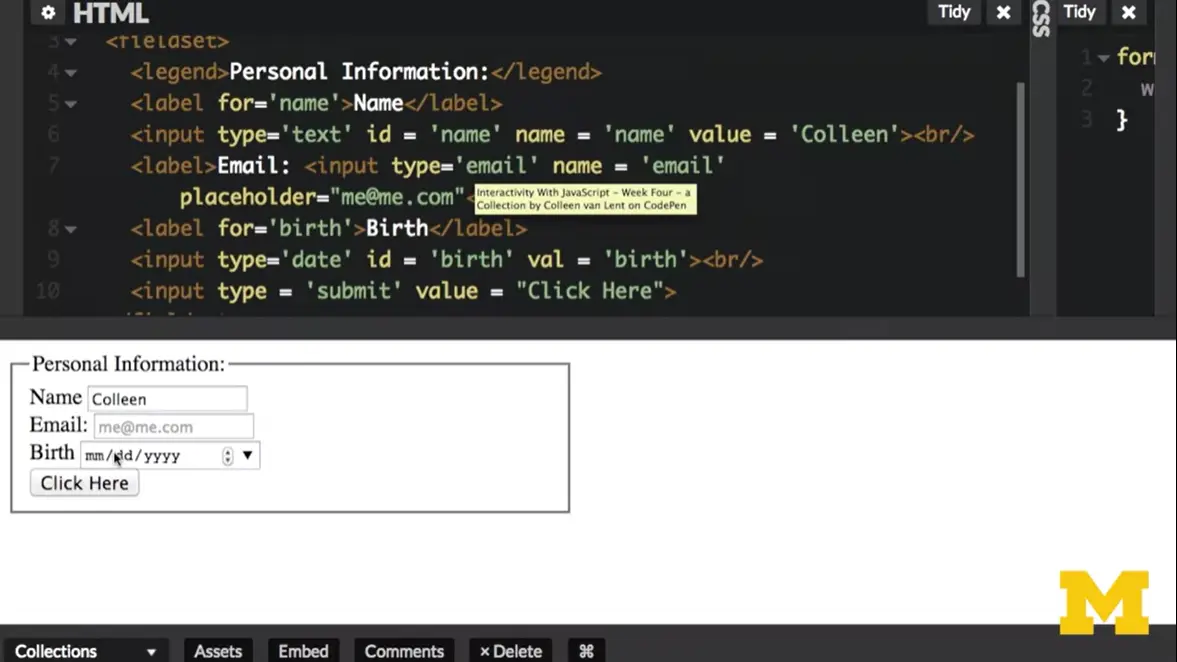 HTML
Tidy
CSS
Tidy
3
<fieldset>
4
<legend>Personal Information:</legend>
5
<label for='name'>Name</label>
6
<input type='text' id = 'name' name = 'name' value = 'Colleen'><br/>
7
<label>Email: <input type='email' name = 'email'
placeholder="me@me.com"<
Interactivity With JavaScript - Week Four - a
Collection by Colleen van Lent on CodePen
8
<label for='birth'>Birth</label>
9
<input type='date' id = 'birth' val = 'birth'><br/>
10
<input type = 'submit' value = "Click Here">
1
for
2
w
3
}
Personal Information:
Name Colleen
Email: me@me.com
Birth mm/dd/yyyy
Click Here
M
Collections
Assets
Embed
Comments
× Delete
⌘